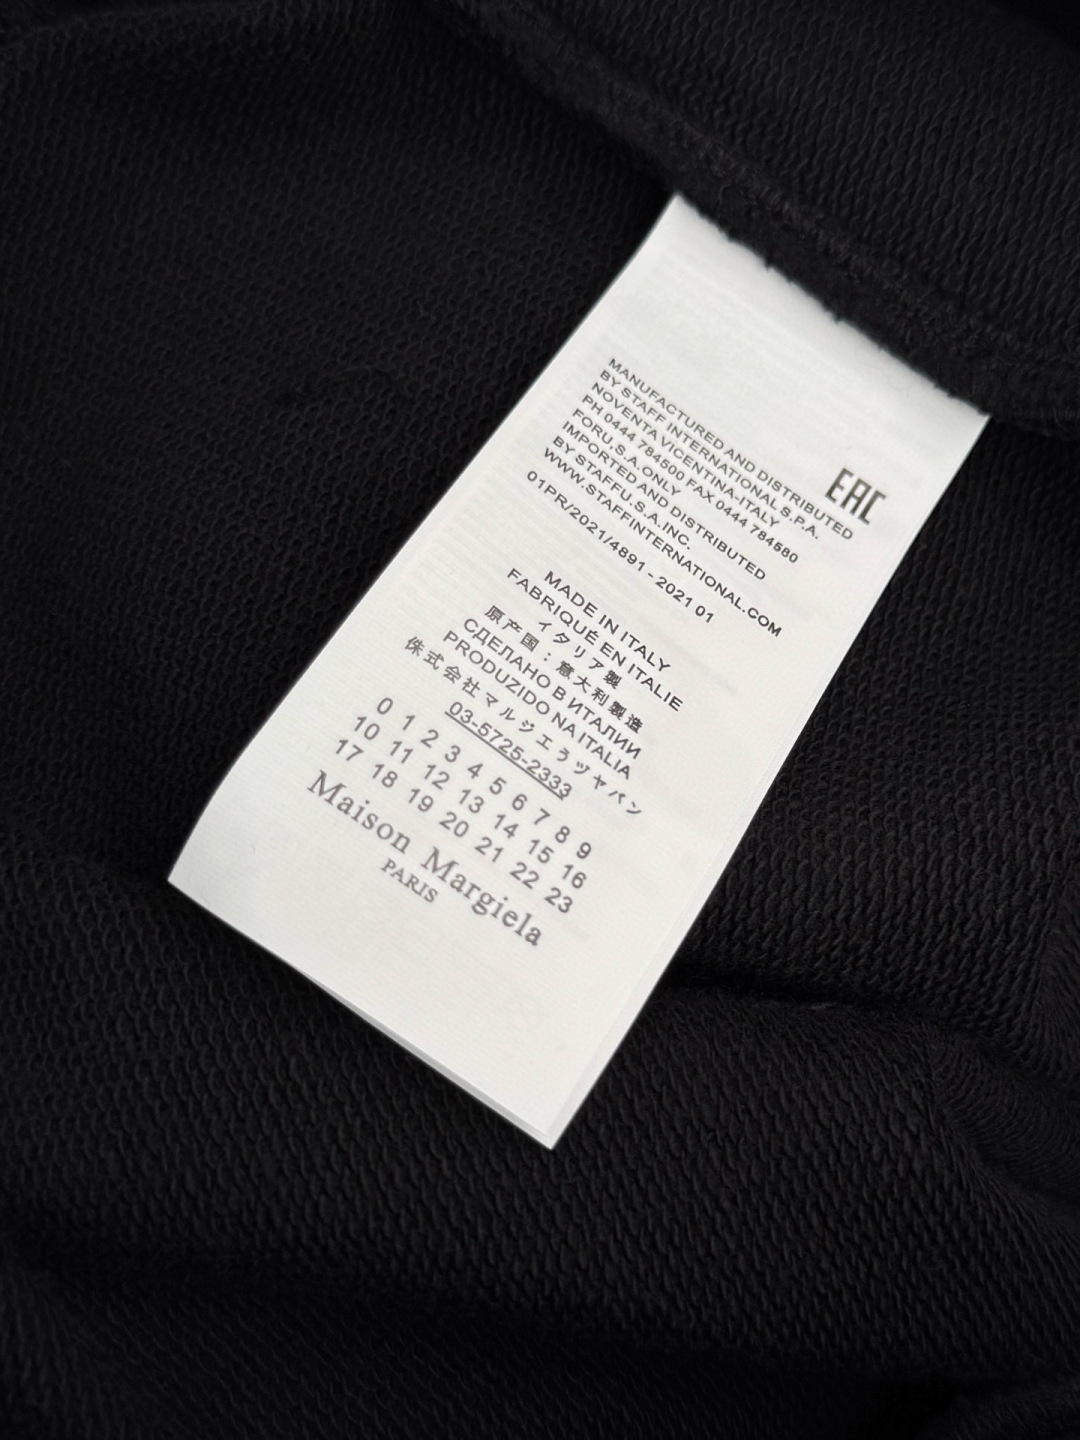 EAC
MANUFACTURED AND DISTRIBUTED
BY STAFF INTERNATIONAL S.P.A.
NOVENTA VICENTINA-ITALY
PH 0444 784500 FAX 0444 784580
FORU.S.A.ONLY
IMPORTED AND DISTRIBUTED
BY STAFFU.S.A.INC.
WWW.STAFFINTERNATIONAL.COM
01PR/2021/4891 - 2021 01
MADE IN ITALY
FABRIQUÉ EN ITALIE
イタリア製
原产国：意大利製造
СДЕЛАНО В ИТАЛИИ
PRODUZIDO NA ITALIA
侏式会社マルジエラジヤパン
03-5725-2333
0 1 2 3 4 5 6 7 8 9
10 11 12 13 14 15 16
17 18 19 20 21 22 23
Maison Margiela
PARIS